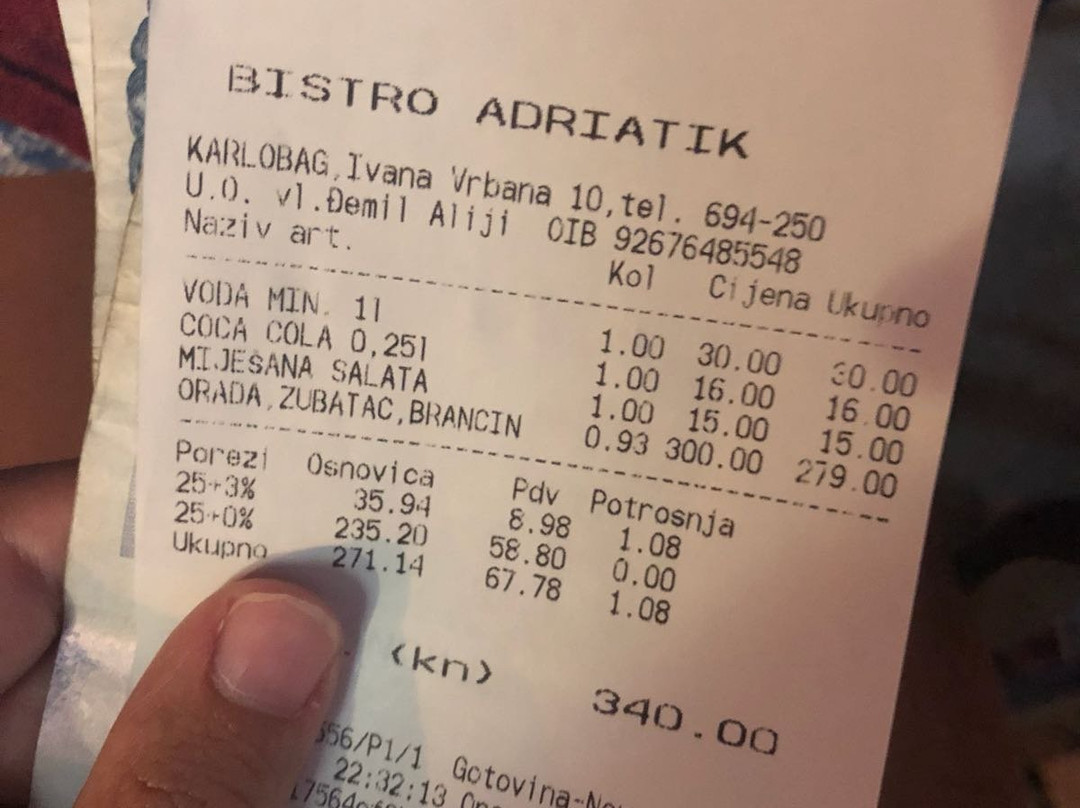 BISTRO ADRIATIK
KARLOBAG,Ivana Vrbana 10,tel. 694-250
U.O. vl.Đemil Aliji OIB 92676485548
Naziv art. Kol Cijena Ukupno
VODA MIN. 1l 1.00 30.00 30.00
COCA COLA 0,25l 1.00 16.00 16.00
MIJEŠANA SALATA 1.00 15.00 15.00
ORADA,ZUBATAC,BRANCIN 0.93 300.00 279.00
Porezi Osnovica Pdv Potrosnja
25+3% 35.94 8.98 1.08
25+0% 235.20 58.80 0.00
Ukupno 271.14 67.78 1.08
(kn) 340.00
556/P1/1 Gotovina-
22:32:13